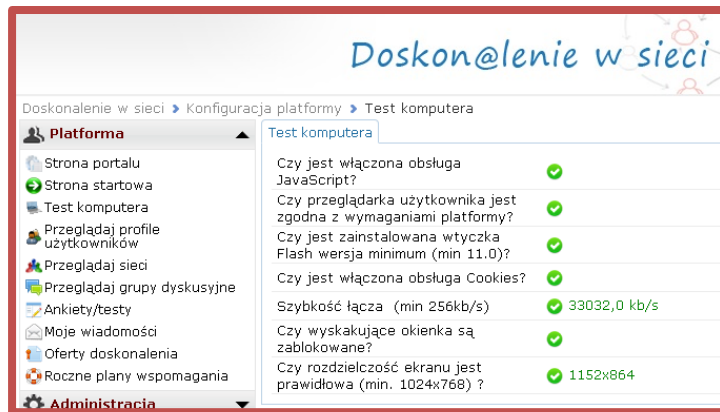 Doskon@lenie w sieci
Doskonalenie w sieci > Konfiguracja platformy > Test komputera
Platforma
Strona portalu
Strona startowa
Test komputera
Przeglądaj profile
użytkowników
Przeglądaj sieci
Przeglądaj grupy dyskusyjne
Ankiety/testy
Moje wiadomości
Oferty doskonalenia
Roczne plany wspomagania
Administracja
Test komputera
Czy jest włączona obsługa
JavaScript?
Czy przeglądarka użytkownika jest
zgodna z wymaganiami platformy?
Czy jest zainstalowana wtyczka
Flash wersja minimum (min 11.0)?
Czy jest włączona obsługa Cookies?
Szybkość łącza (min 256kb/s) 33032,0 kb/s
Czy wyskakujące okienka są
zablokowane?
Czy rozdzielczość ekranu jest
prawidłowa (min. 1024x768) ? 1152x864